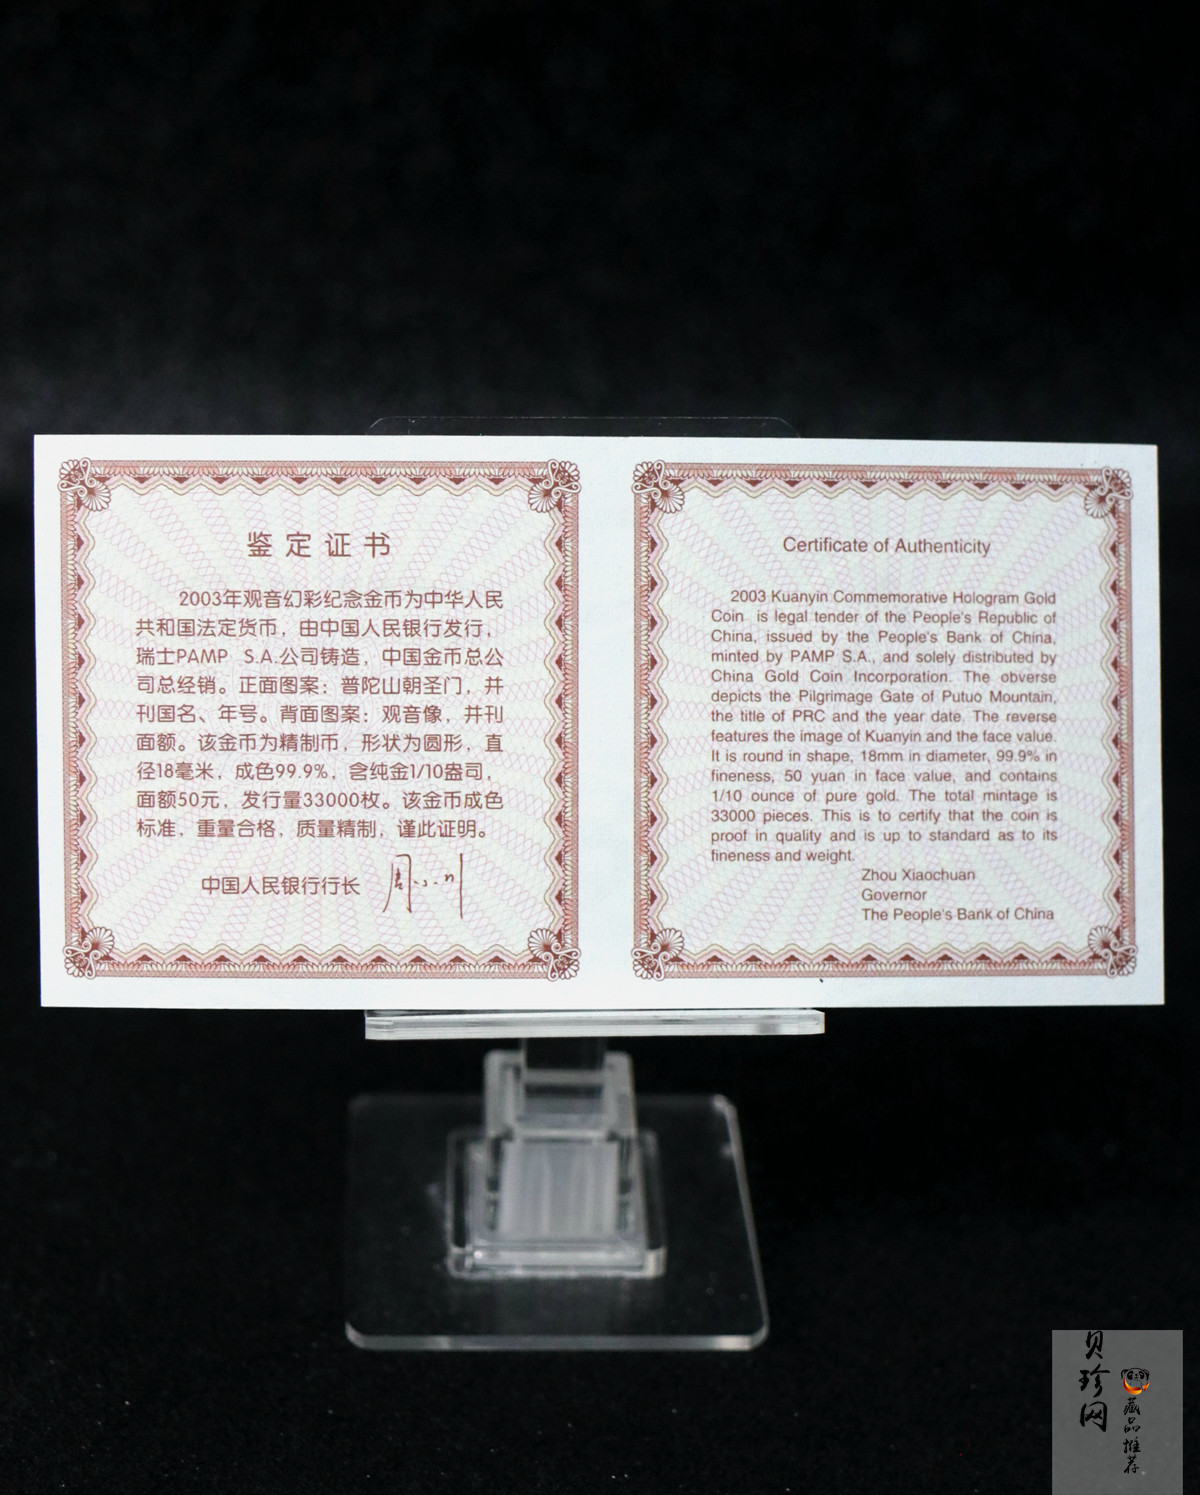 鉴定证书
2003年观音幻彩纪念金币为中华人民
共和国法定货币，由中国人民银行发行，
瑞士PAMP S.A.公司铸造，中国金币总公
司总经销。正面图案：普陀山朝圣门，并
刊国名、年号。背面图案：观音像，并刊
面额。该金币为精制币，形状为圆形，直
径18毫米，成色99.9%，含纯金1/10盎司，
面额50元，发行量33000枚。该金币成色
标准，重量合格，质量精制，谨此证明。
中国人民银行行长 周小川
Certificate of Authenticity
2003 Kuanyin Commemorative Hologram Gold
Coin is legal tender of the People's Republic of
China, issued by the People's Bank of China,
minted by PAMP S.A., and solely distributed by
China Gold Coin Incorporation. The obverse
depicts the Pilgrimage Gate of Putuo Mountain,
the title of PRC and the year date. The reverse
features the image of Kuanyin and the face value.
It is round in shape, 18mm in diameter, 99.9% in
fineness, 50 yuan in face value, and contains
1/10 ounce of pure gold. The total mintage is
33000 pieces. This is to certify that the coin is
proof in quality and is up to standard as to its
fineness and weight.
Zhou Xiaochuan
Governor
The People's Bank of China
贝珍网
藏品推荐